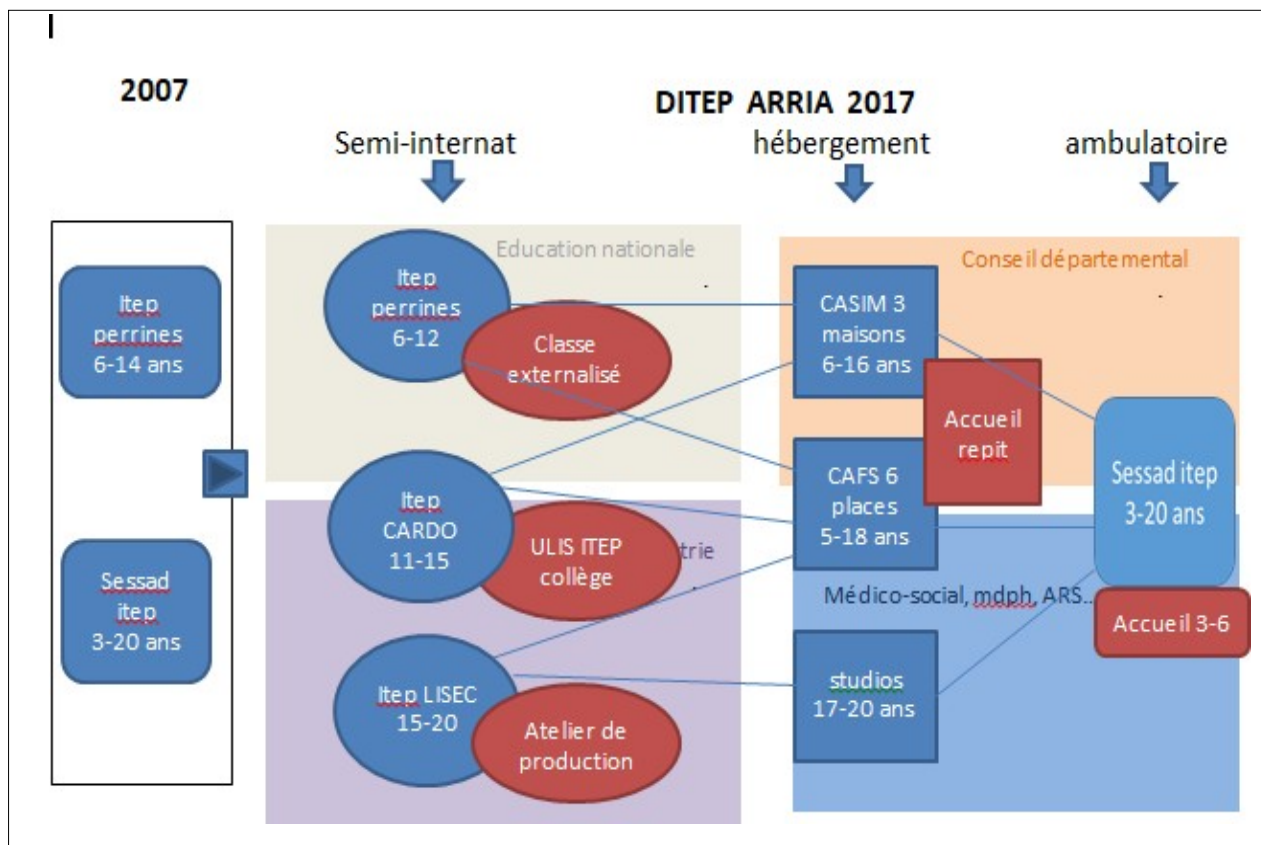 2007
DITEP ARRIA 2017
Semi-internat
hébergement
ambulatoire
Itep
perrines
6-14 ans
Sessad
itep
3-20 ans
Education nationale
Itep
perrines
6-12
Classe
externalisé
Itep
CARDO
11-15
ULIS ITEP
collège
trie
Itep LISEC
15-20
Atelier de
production
Conseil départemental
CASIM 3
maisons
6-16 ans
Accueil
repit
CAFS 6
places
5-18 ans
Médico-social, mdph, ARS...
studios
17-20 ans
Sessad itep
3-20 ans
Accueil 3-6